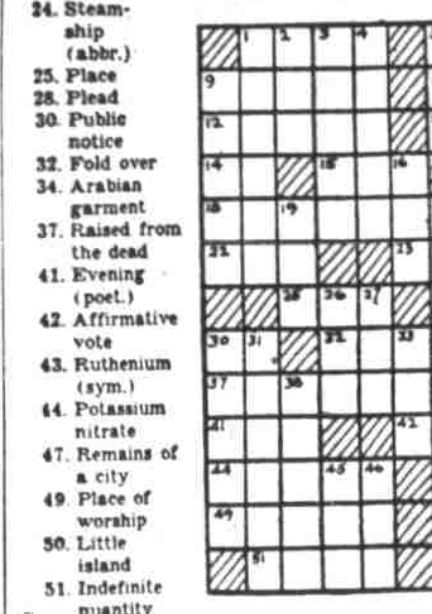 24. Steam-
ship
(abbr.)
25. Place
28. Plead
30. Public
notice
32. Fold over
34. Arabian
garment
37. Raised from
the dead
41. Evening
(poet.)
42. Affirmative
vote
43. Ruthenium
(sym.)
44. Potassium
nitrate
47. Remains of
a city
49. Place of
worship
50. Little
island
51. Indefinite
quantity
1 2 3 4
9
12
14 15 16
18 19
22 23
25 26 27
30 31 32 33
37 38
41 42
44 45 46
49
51